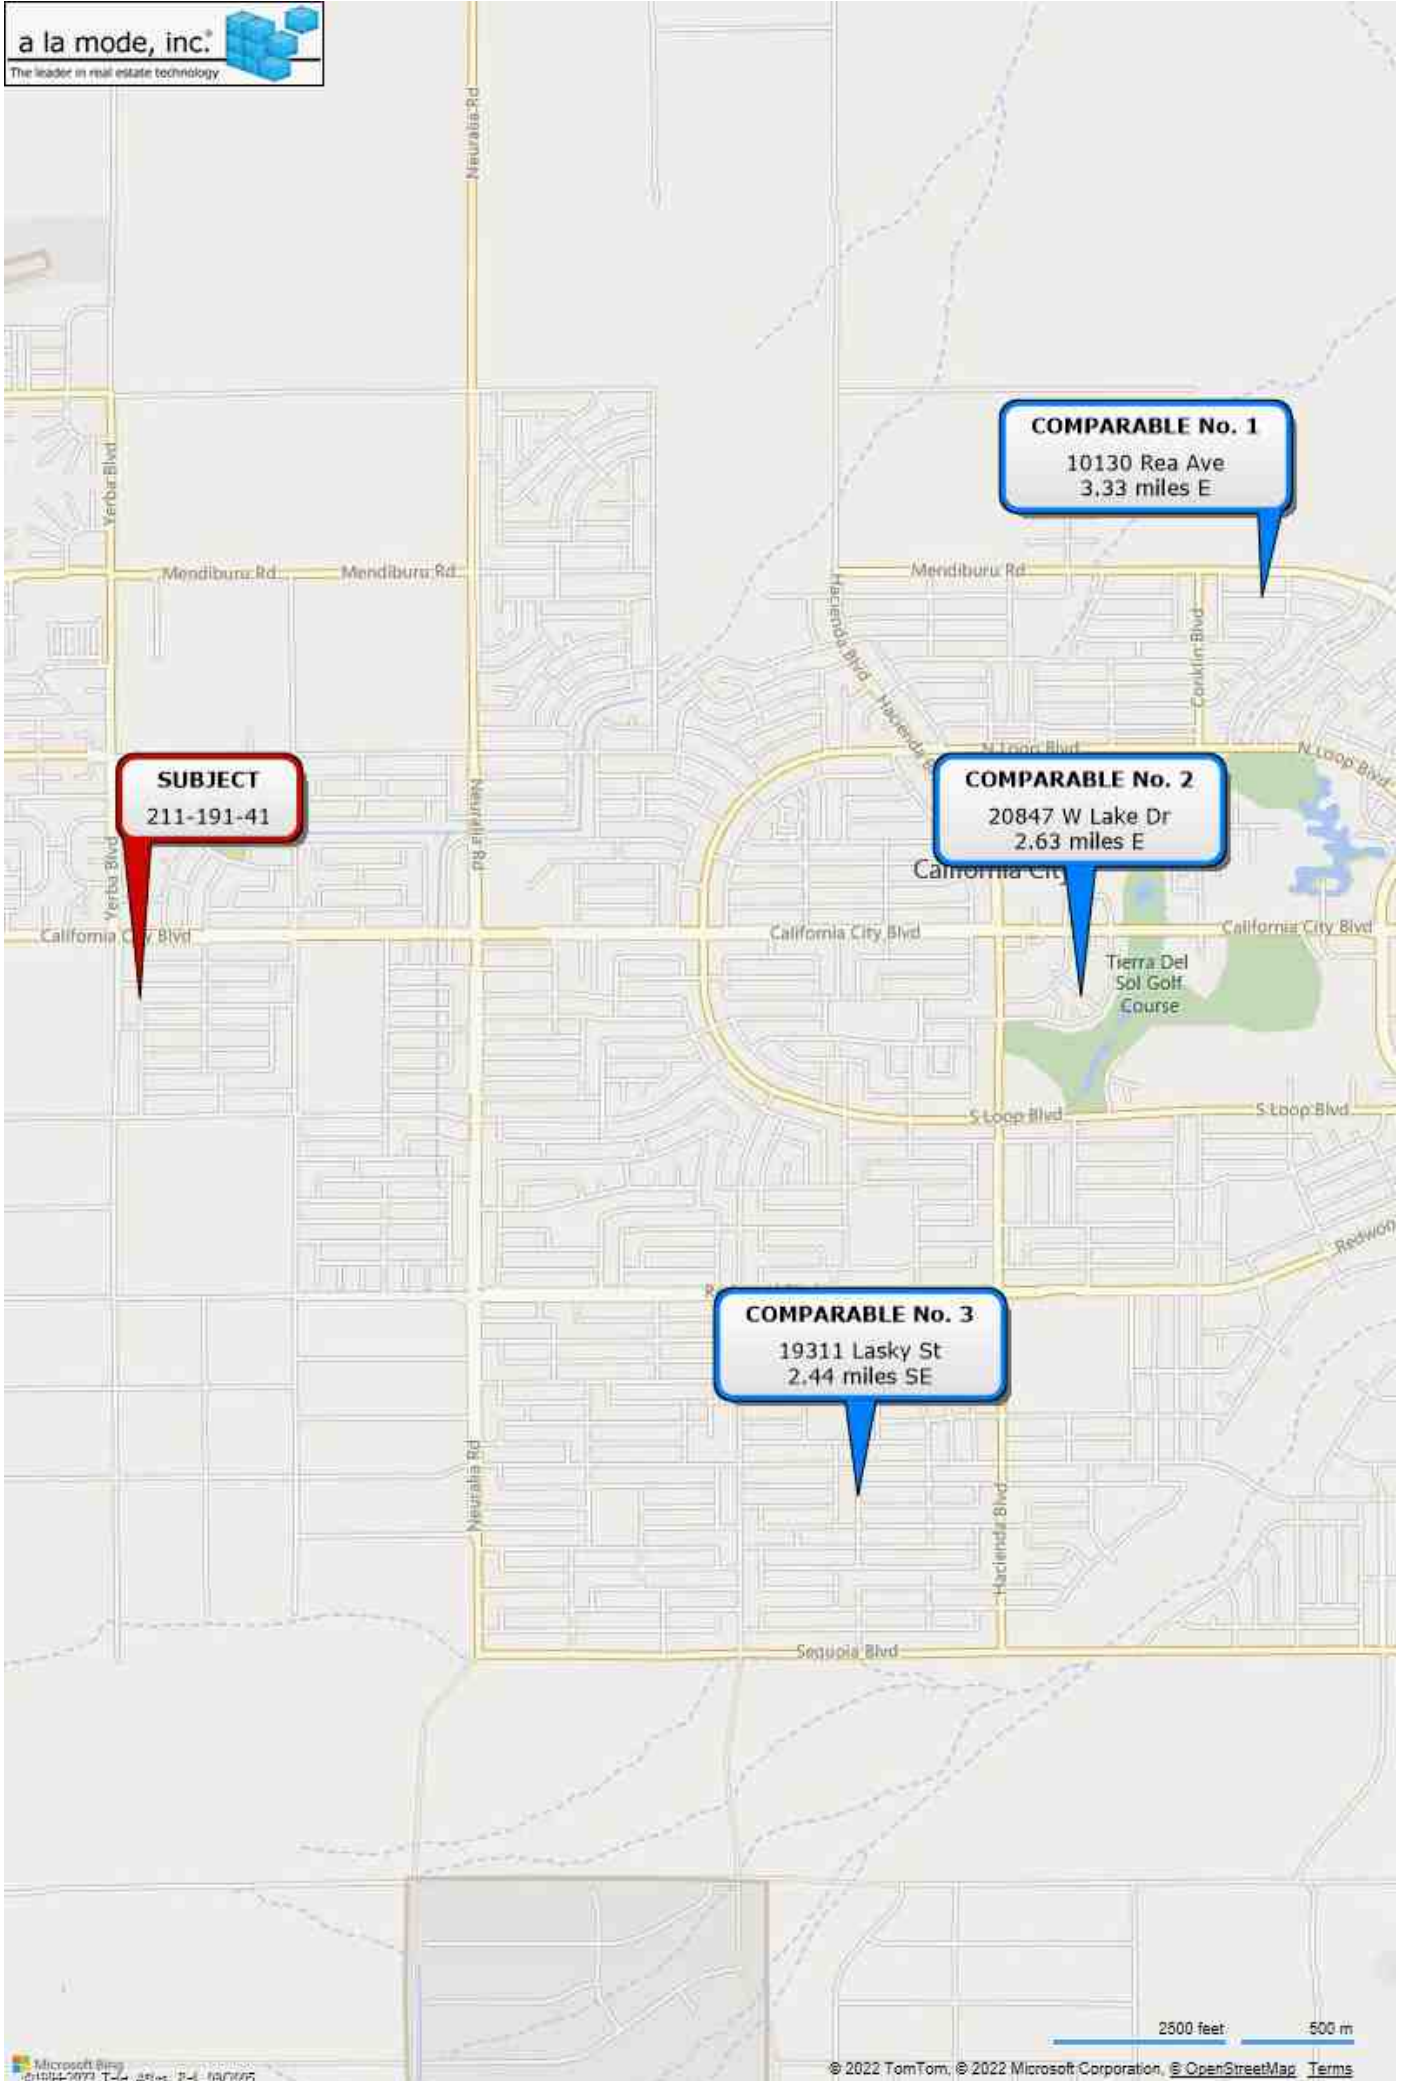 a la mode, inc.
The leader in real estate technology
Neuralia Rd
COMPARABLE No. 1
10130 Rea Ave
3.33 miles E
Yerba Blvd
Mendiburu Rd
Mendiburu Rd
Mendiburu Rd
Hacienda Blvd
Conklin Blvd
Hacienda
N Loop Blvd
N Loop Blvd
SUBJECT
211-191-41
COMPARABLE No. 2
20847 W Lake Dr
2.63 miles E
Neuralia Rd
Yerba Blvd
California City
California City Blvd
California City Blvd
California City Blvd
Tierra Del
Sol Golf
Course
S Loop Blvd
S Loop Blvd
Redwoo
COMPARABLE No. 3
19311 Lasky St
2.44 miles SE
Neuralia Rd
Hacienda Blvd
Sequoia Blvd
2500 feet
500 m
Microsoft Bing
© 2022 TomTom, © 2022 Microsoft Corporation, © OpenStreetMap Terms